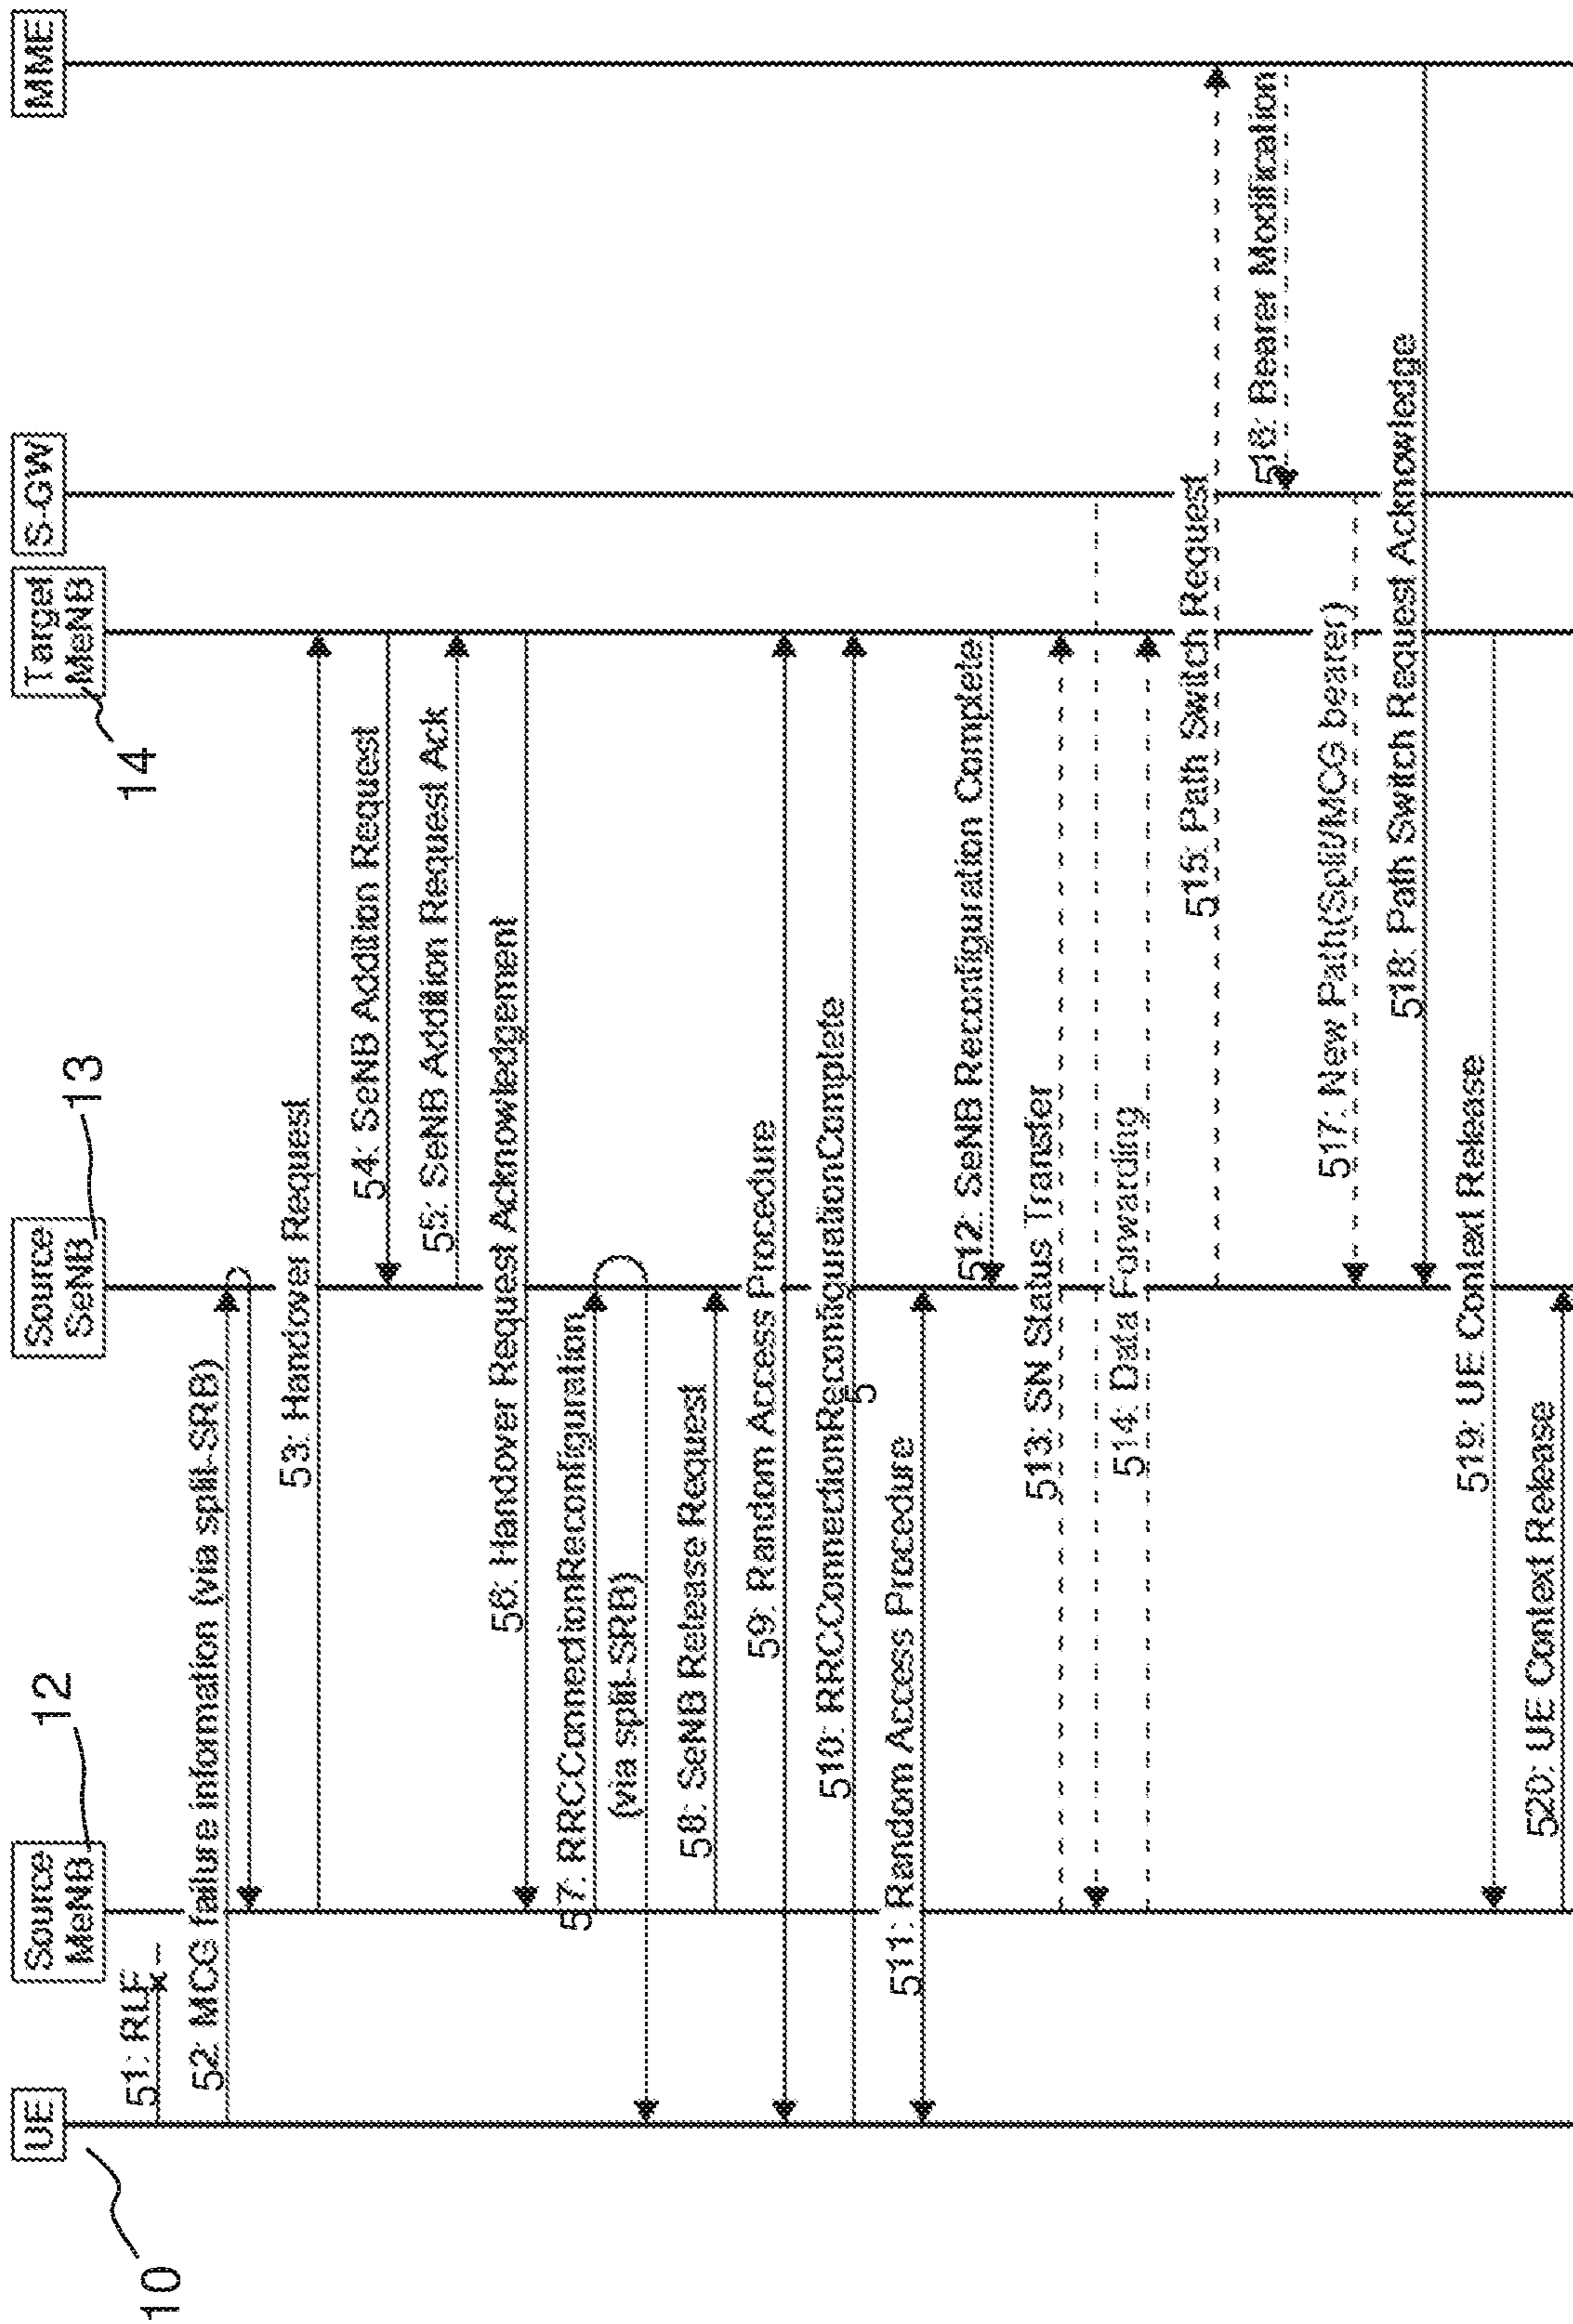 UE
Source
MeNB
Source
SeNB
Target
MeNB
S-GW
MME
10
12
13
14
51: RLF
52: MCG failure information (via split-SRB)
53: Handover Request
54: SeNB Addition Request
55: SeNB Addition Request Ack
56: Handover Request Acknowledgement
57: RRCConnectionReconfiguration
(via split-SRB)
58: SeNB Release Request
59: Random Access Procedure
510: RRCConnectionReconfigurationComplete
5
511: Random Access Procedure
512: SeNB Reconfiguration Complete
513: SN Status Transfer
514: Data Forwarding
515: Path Switch Request
516: Bearer Modification
517: New Path(Split/MCG bearer)
518: Path Switch Request Acknowledge
519: UE Context Release
520: UE Context Release